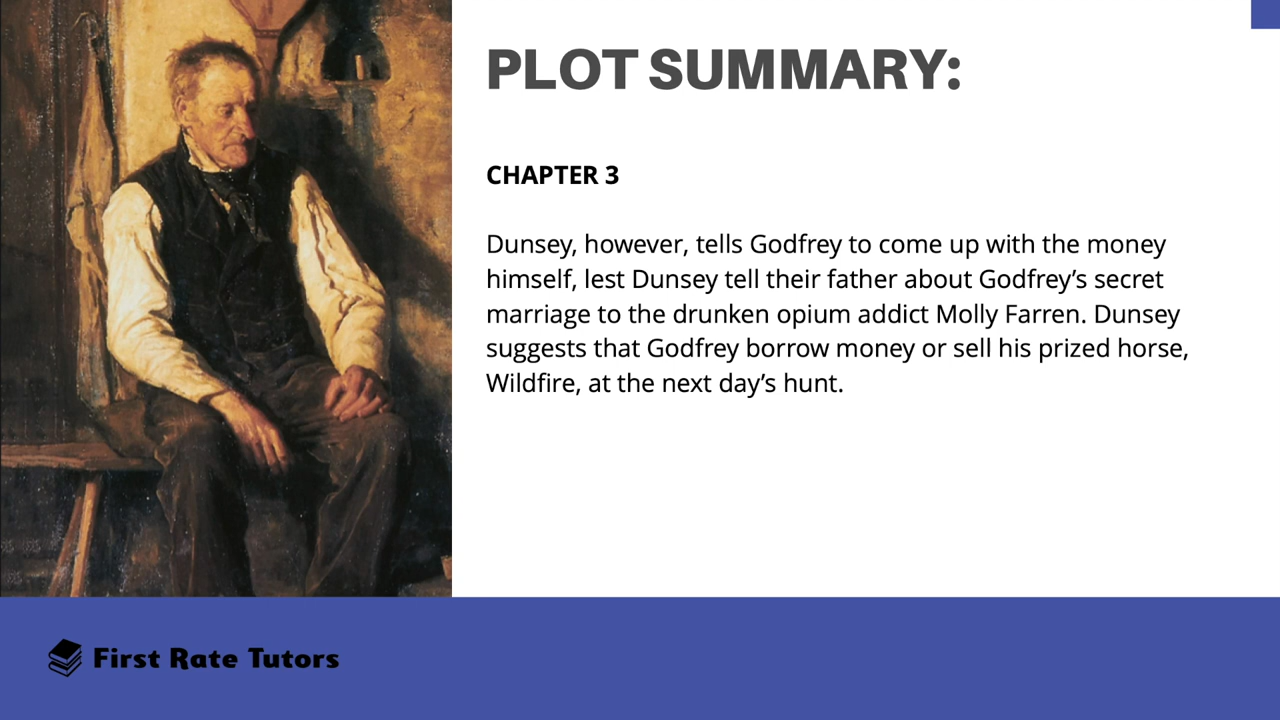 PLOT SUMMARY:
CHAPTER 3
Dunsey, however, tells Godfrey to come up with the money
himself, lest Dunsey tell their father about Godfrey’s secret
marriage to the drunken opium addict Molly Farren. Dunsey
suggests that Godfrey borrow money or sell his prized horse,
Wildfire, at the next day’s hunt.
First Rate Tutors